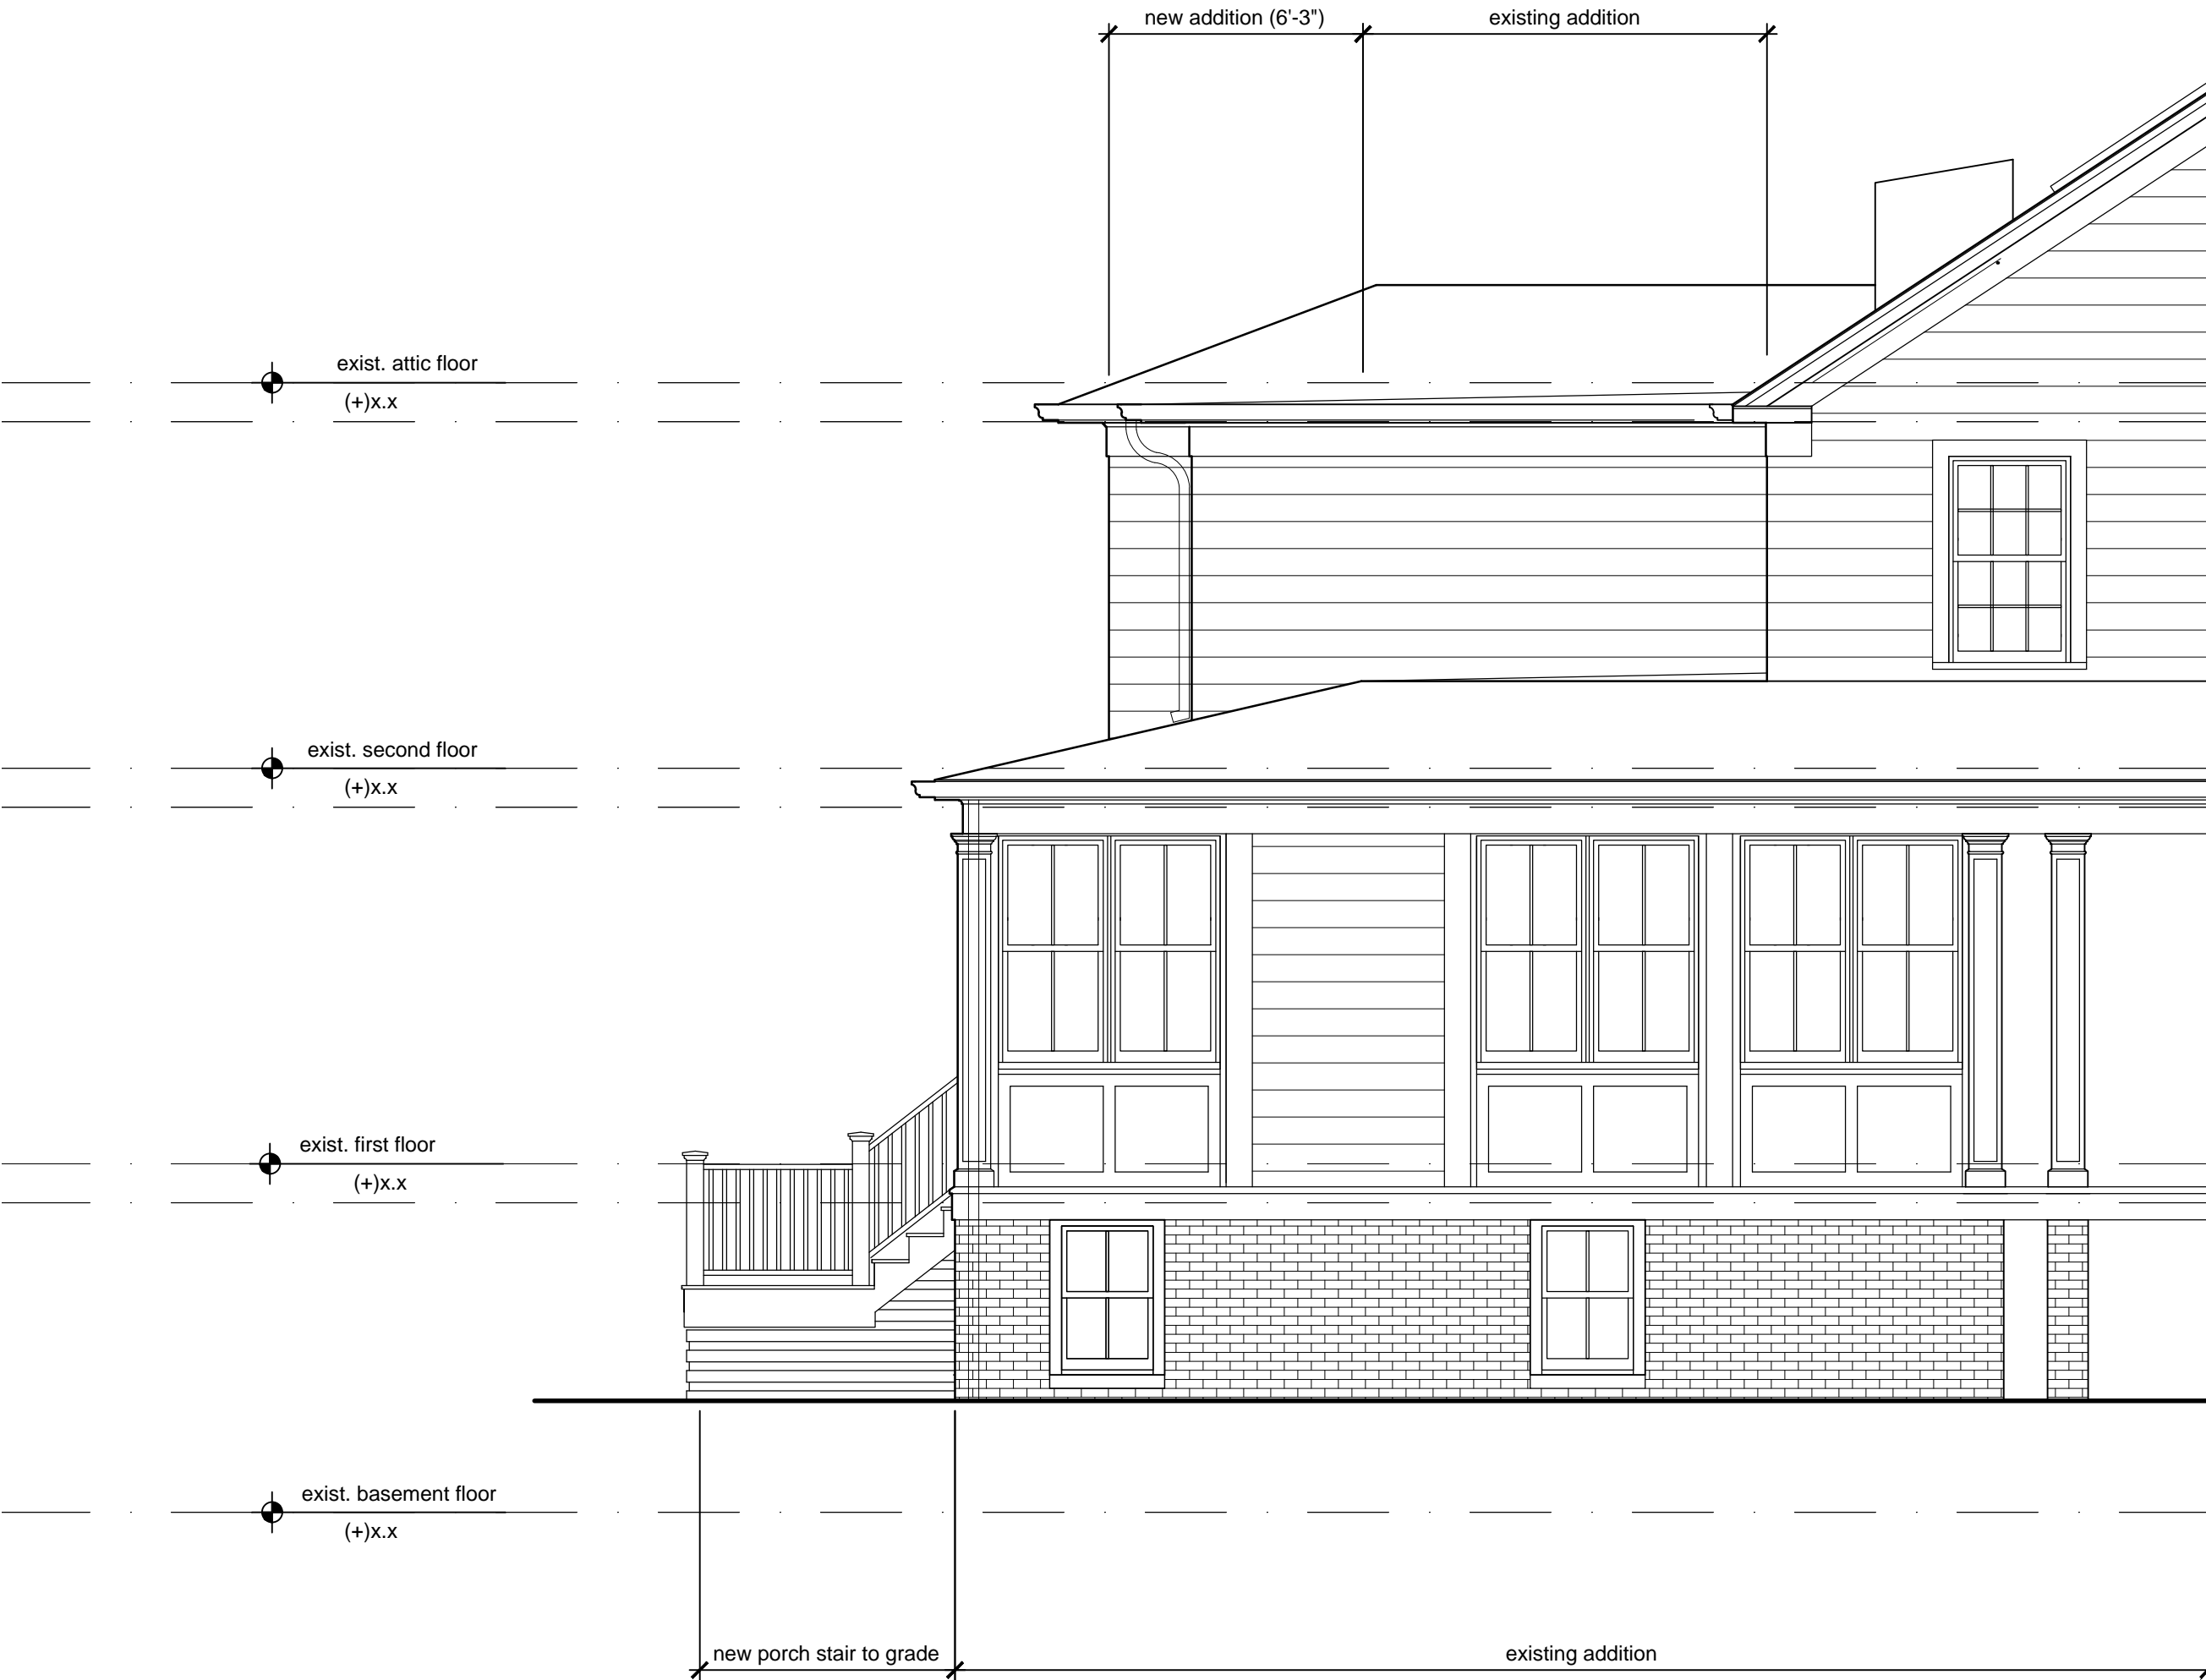 new addition (6'-3")
existing addition
exist. attic floor
(+)x.x
exist. second floor
(+)x.x
exist. first floor
(+)x.x
exist. basement floor
(+)x.x
new porch stair to grade
existing addition